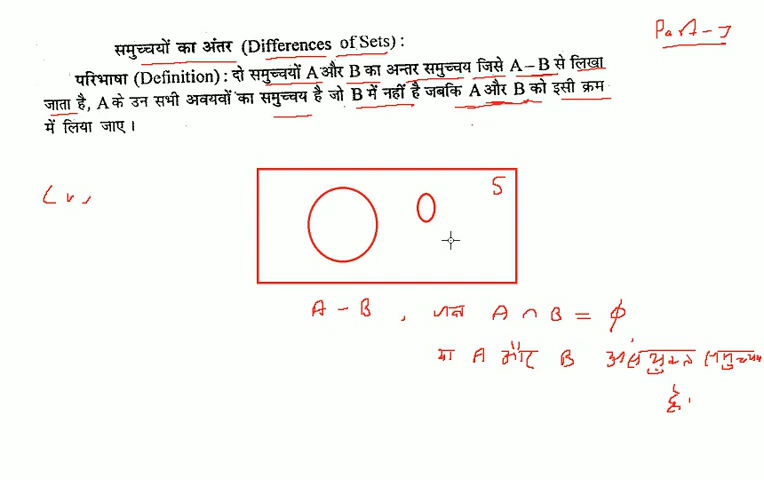 Part-I
समुच्चयों का अंतर (Differences of Sets) :
परिभाषा (Definition) : दो समुच्चयों A और B का अन्तर समुच्चय जिसे A – B से लिखा
जाता है, A के उन सभी अवयवों का समुच्चय है जो B में नहीं है जबकि A और B को इसी क्रम
में लिया जाए ।
S
A - B , जब A ∩ B = ϕ
या A और B असंयुक्त समुच्चय
है.